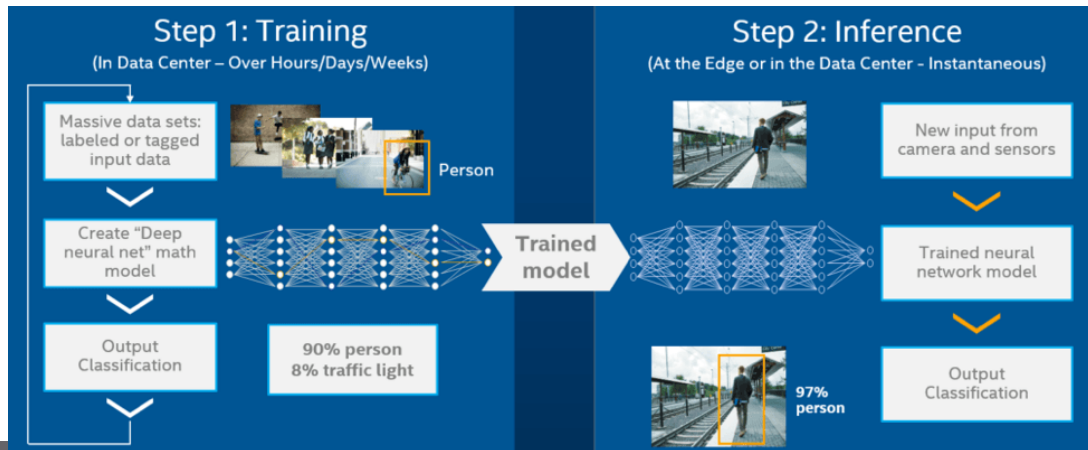 Step 1: Training
(In Data Center – Over Hours/Days/Weeks)
Massive data sets:
labeled or tagged
input data
Person
Create “Deep
neural net” math
model
Output
Classification
90% person
8% traffic light
Trained
model
Step 2: Inference
(At the Edge or in the Data Center - Instantaneous)
New input from
camera and sensors
Trained neural
network model
97%
person
Output
Classification